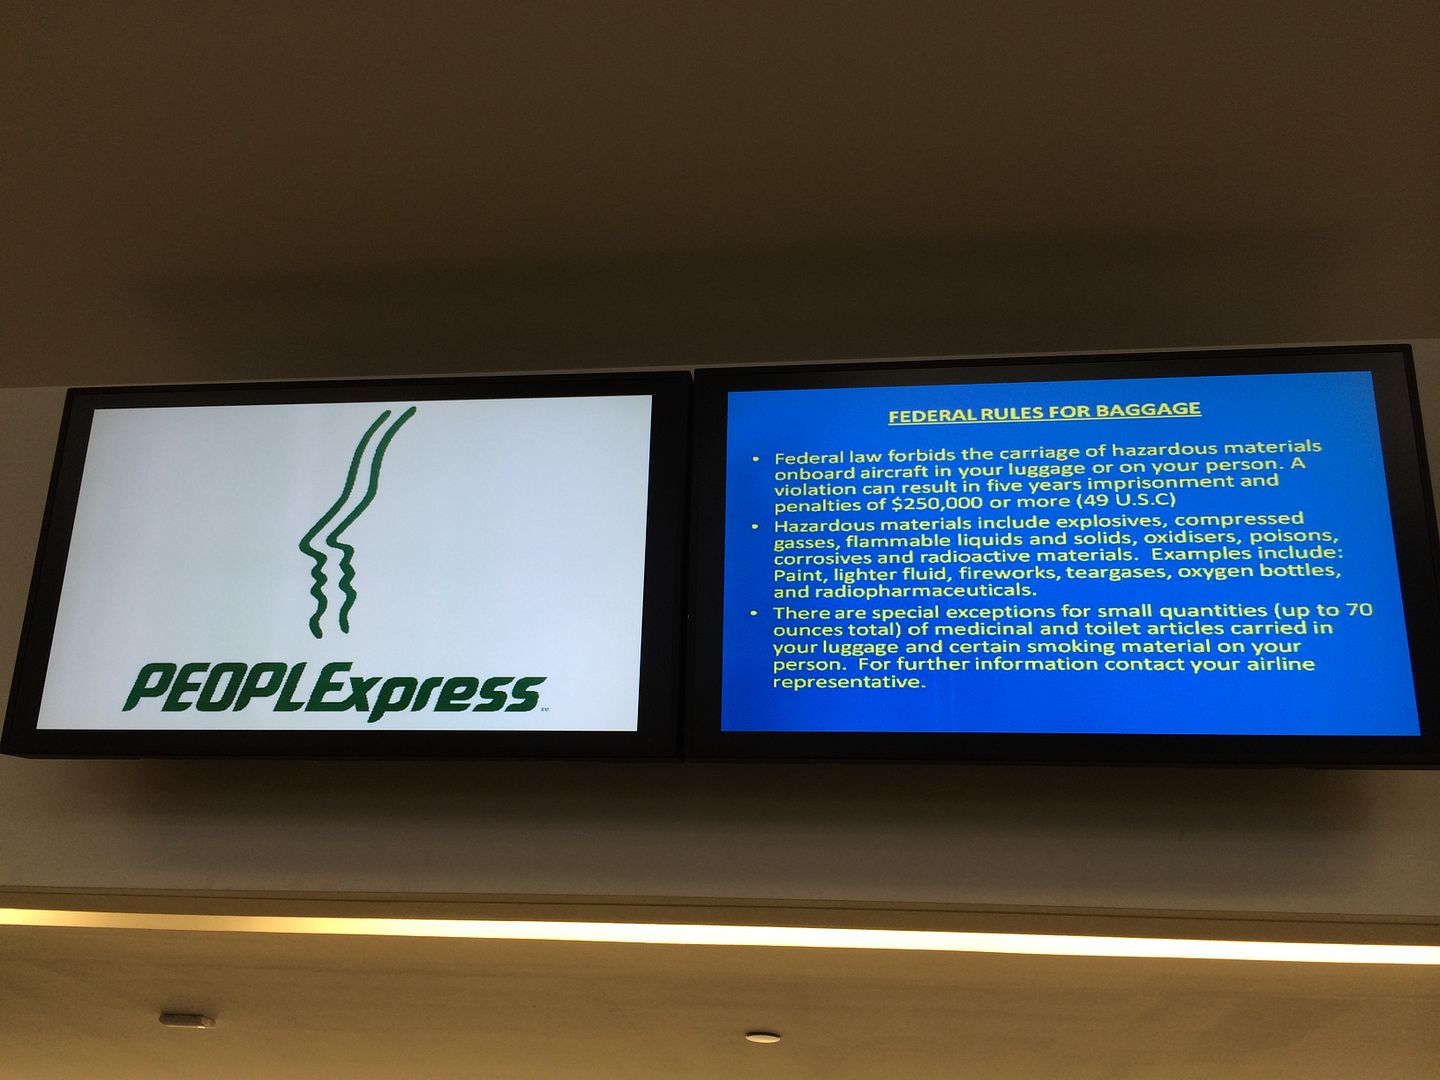 PEOPLExpress
FEDERAL RULES FOR BAGGAGE
• Federal law forbids the carriage of hazardous materials
onboard aircraft in your luggage or on your person. A
violation can result in five years imprisonment and
penalties of $250,000 or more (49 U.S.C)
• Hazardous materials include explosives, compressed
gasses, flammable liquids and solids, oxidisers, poisons,
corrosives and radioactive materials. Examples include:
Paint, lighter fluid, fireworks, teargases, oxygen bottles,
and radiopharmaceuticals.
• There are special exceptions for small quantities (up to 70
ounces total) of medicinal and toilet articles carried in
your luggage and certain smoking material on your
person. For further information contact your airline
representative.